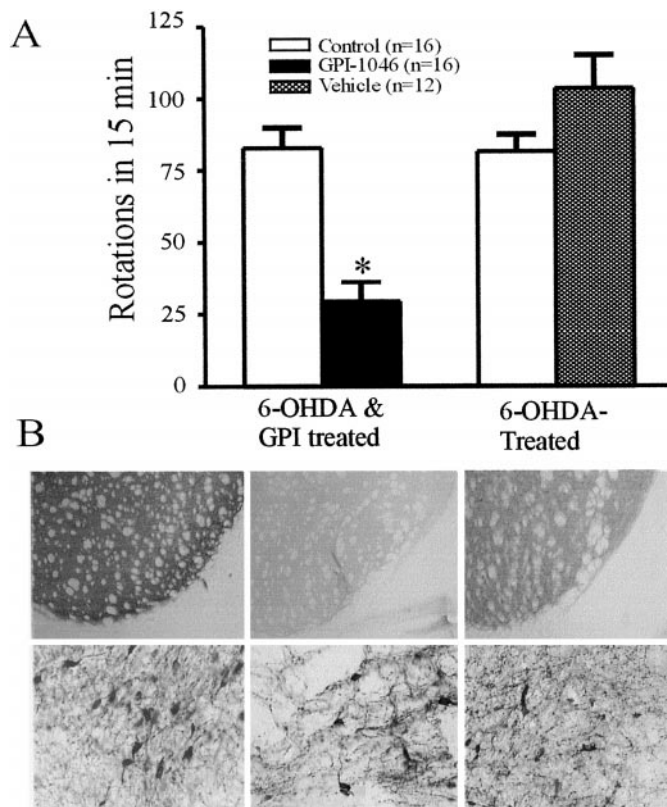 A
125
100
75
50
25
0
Rotations in 15 min
Control (n=16)
GPI-1046 (n=16)
Vehicle (n=12)
*
6-OHDA &
GPI treated
6-OHDA-
Treated
B